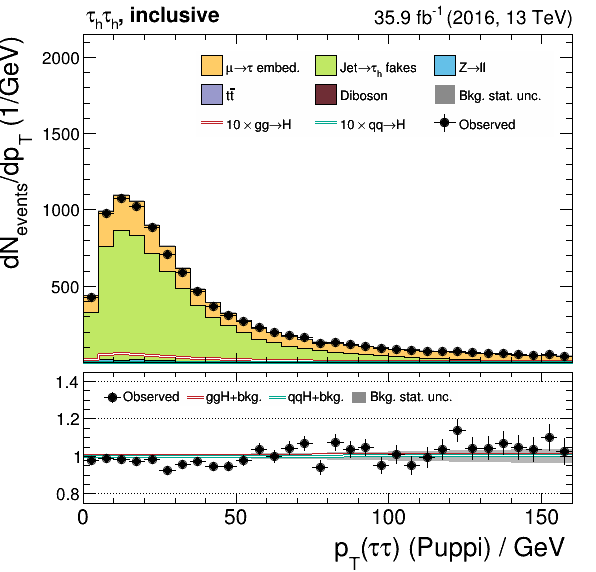 τhτh, inclusive 35.9 fb-1 (2016, 13 TeV)
dNevents/dpT (1/GeV)
2000
1500
1000
500
μ→τ embed. Jet→τh fakes Z→ll
tt̅ Diboson Bkg. stat. unc.
10 × gg→H 10 × qq→H Observed
1.4
1.2
1
0.8
Observed ggH+bkg. qqH+bkg. Bkg. stat. unc.
0 50 100 150
pT(ττ) (Puppi) / GeV